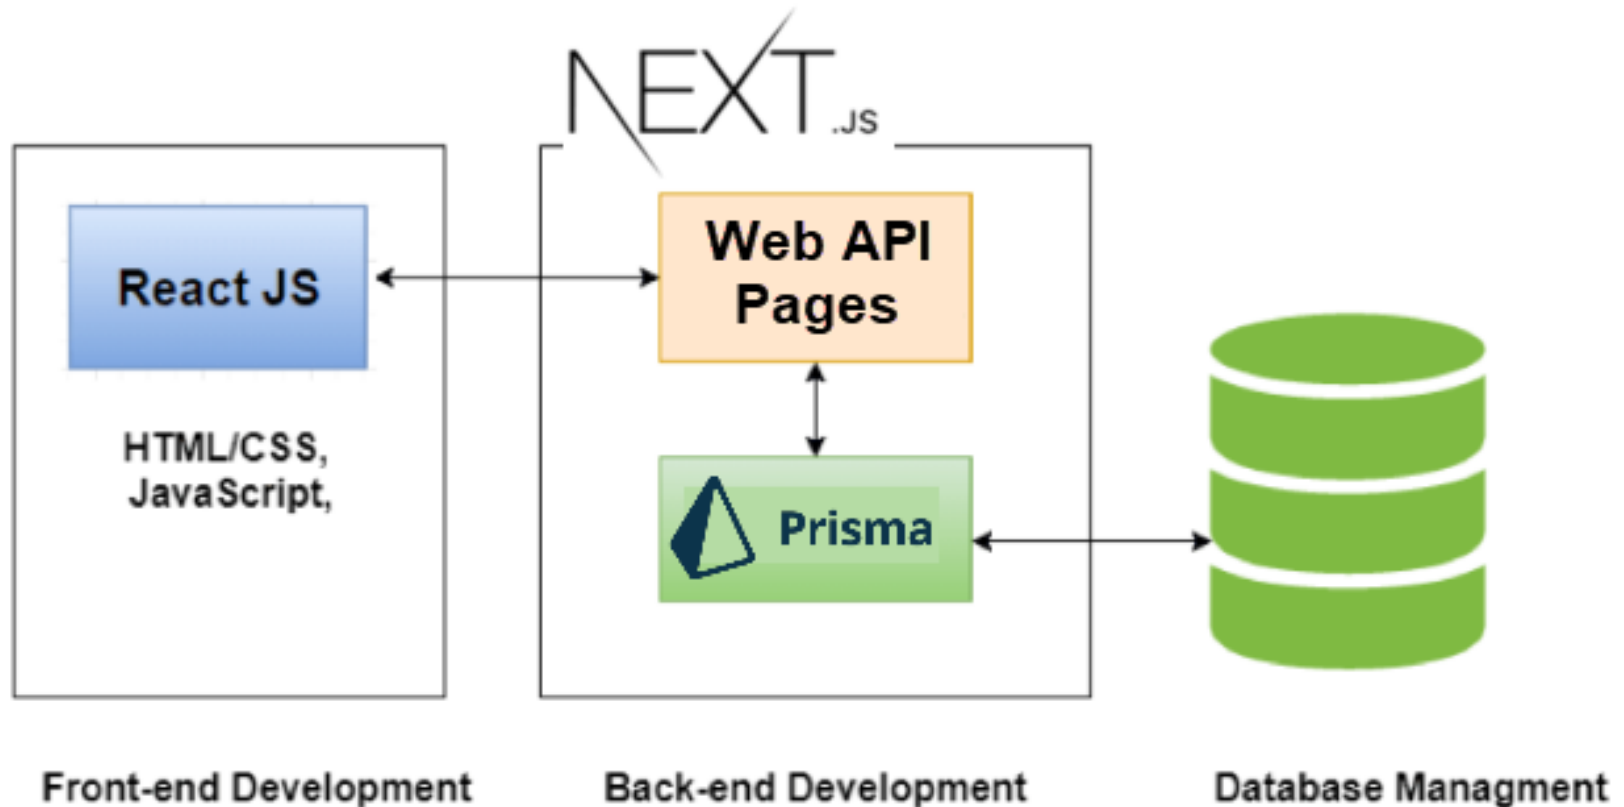 NEXT.JS
React JS
HTML/CSS,
JavaScript,
Web API
Pages
Prisma
Front-end Development
Back-end Development
Database Managment